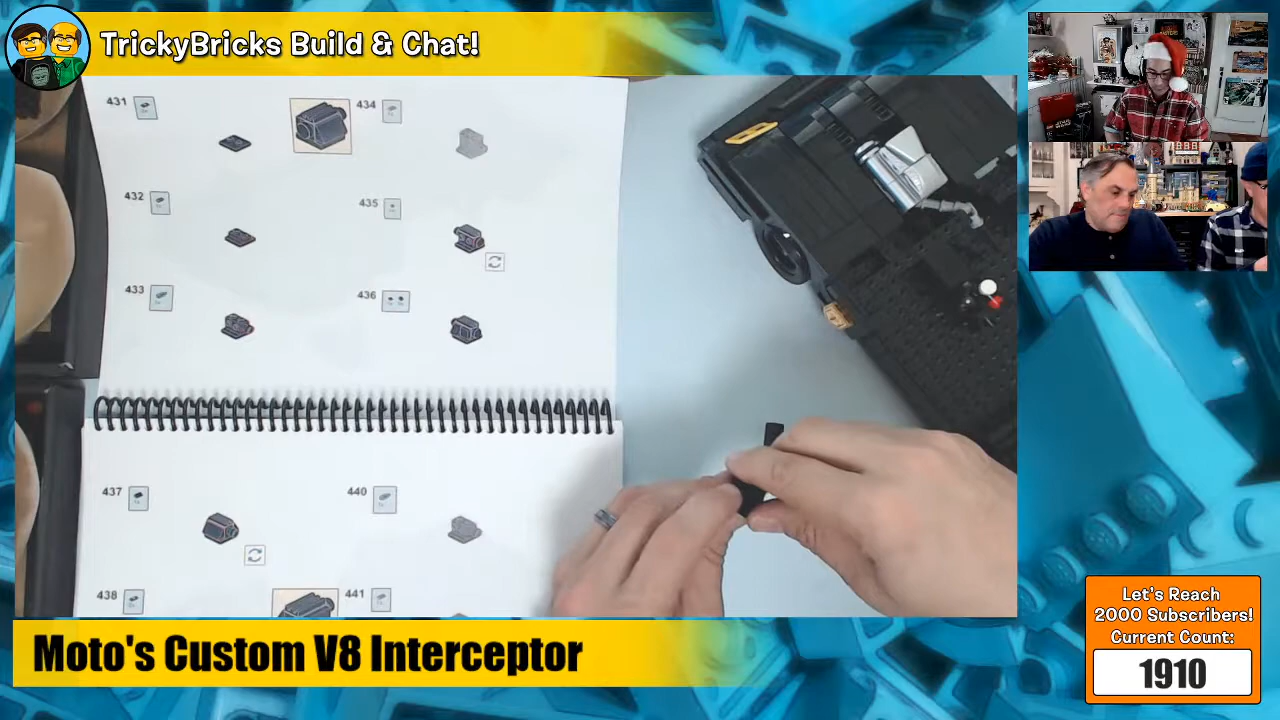 TrickyBricks Build & Chat!
431
434
432
435
433
436
437
440
438
441
Moto's Custom V8 Interceptor
Let's Reach
2000 Subscribers!
Current Count:
1910